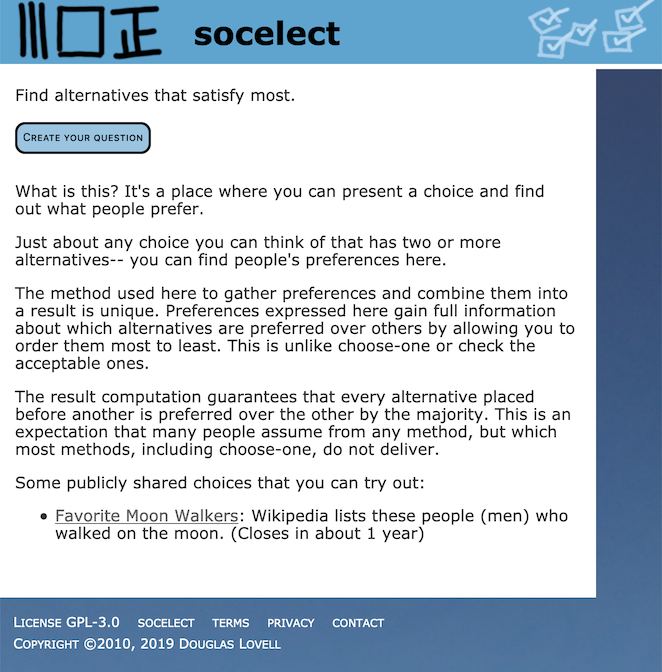 正 socelect
Find alternatives that satisfy most.
Create your question
What is this? It's a place where you can present a choice and find
out what people prefer.
Just about any choice you can think of that has two or more
alternatives-- you can find people's preferences here.
The method used here to gather preferences and combine them into
a result is unique. Preferences expressed here gain full information
about which alternatives are preferred over others by allowing you to
order them most to least. This is unlike choose-one or check the
acceptable ones.
The result computation guarantees that every alternative placed
before another is preferred over the other by the majority. This is an
expectation that many people assume from any method, but which
most methods, including choose-one, do not deliver.
Some publicly shared choices that you can try out:
• Favorite Moon Walkers: Wikipedia lists these people (men) who
walked on the moon. (Closes in about 1 year)
License GPL-3.0 socelect terms privacy contact
Copyright ©2010, 2019 Douglas Lovell